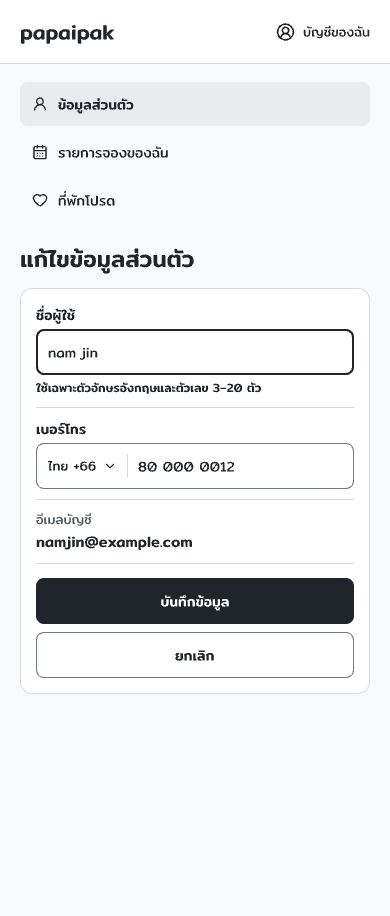 papaipak
บัญชีของฉัน
ข้อมูลส่วนตัว
รายการจองของฉัน
ที่พักโปรด
แก้ไขข้อมูลส่วนตัว
ชื่อผู้ใช้
nam jin
ใช้เฉพาะตัวอักษรอังกฤษและตัวเลข 3–20 ตัว
เบอร์โทร
ไทย +66 80 000 0012
อีเมลบัญชี
namjin@example.com
บันทึกข้อมูล
ยกเลิก